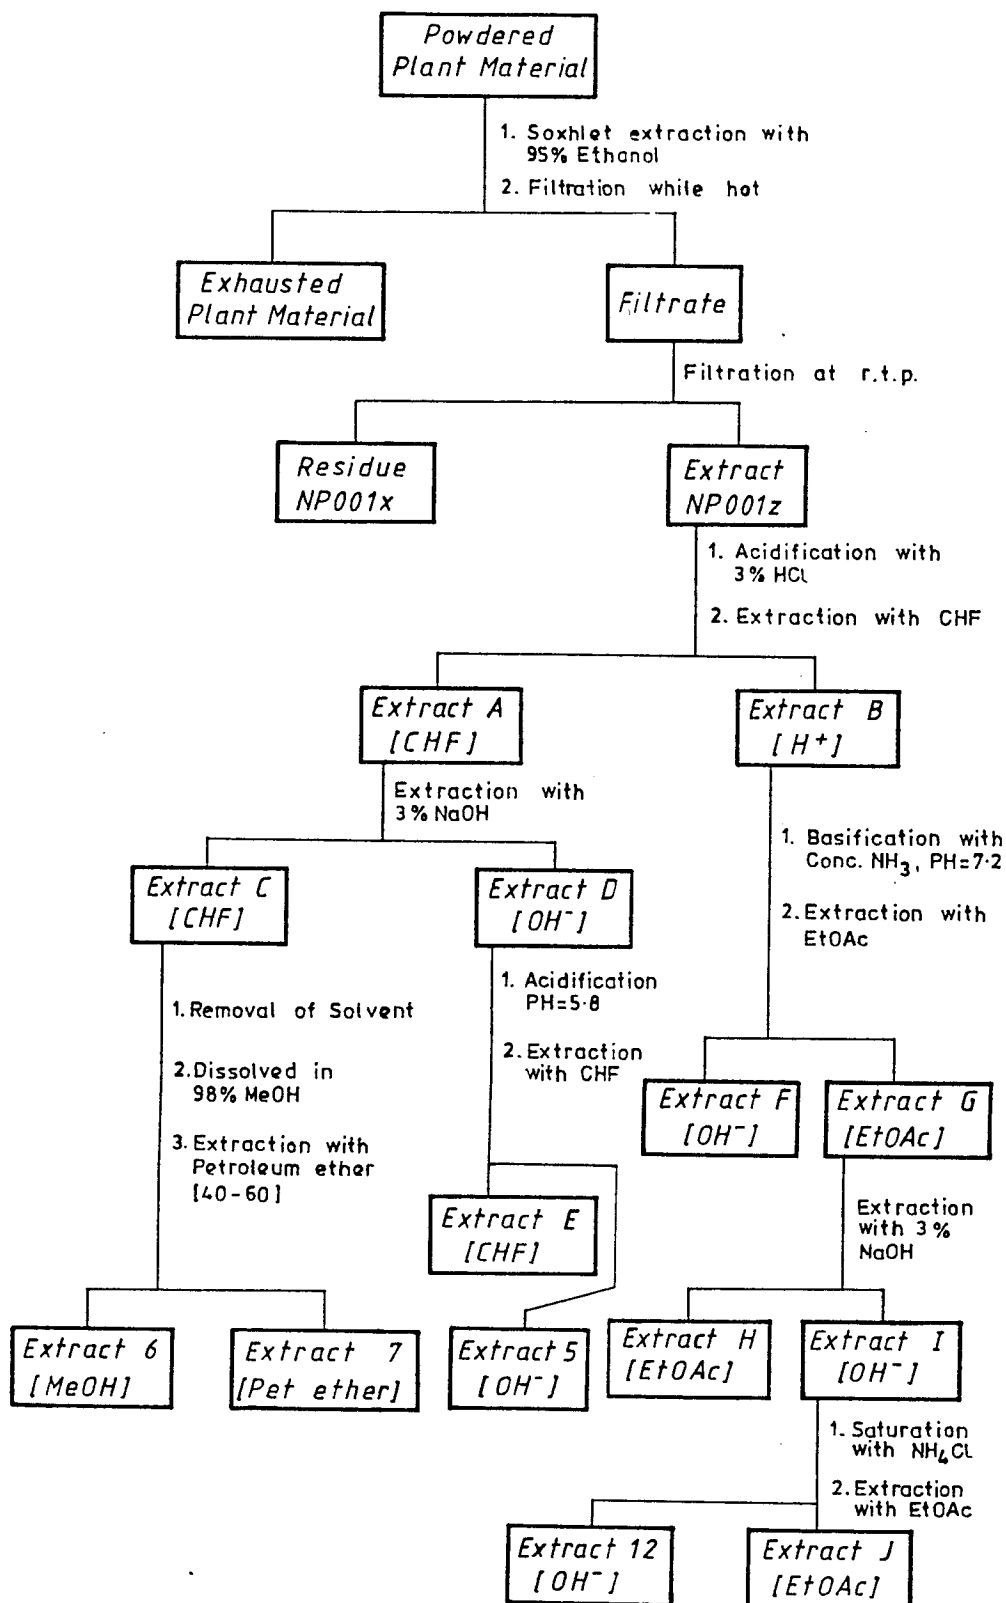 Powdered
Plant Material
1. Soxhlet extraction with
95% Ethanol
2. Filtration while hot
Exhausted
Plant Material
Filtrate
Filtration at r.t.p.
Residue
NP001x
Extract
NP001z
1. Acidification with
3% HCl
2. Extraction with CHF
Extract A
[CHF]
Extract B
[H⁺]
Extraction with
3% NaOH
1. Basification with
Conc. NH₃, PH=7·2
2. Extraction with
EtOAc
Extract C
[CHF]
Extract D
[OH⁻]
1. Removal of Solvent
2. Dissolved in
98% MeOH
3. Extraction with
Petroleum ether
[40-60]
1. Acidification
PH=5·8
2. Extraction
with CHF
Extract F
[OH⁻]
Extract G
[EtOAc]
Extract E
[CHF]
Extraction
with 3%
NaOH
Extract 6
[MeOH]
Extract 7
[Pet ether]
Extract 5
[OH⁻]
Extract H
[EtOAc]
Extract I
[OH⁻]
1. Saturation
with NH₄Cl
2. Extraction
with EtOAc
Extract 12
[OH⁻]
Extract J
[EtOAc]